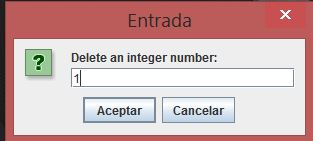 Entrada
Delete an integer number:
1
Aceptar Cancelar